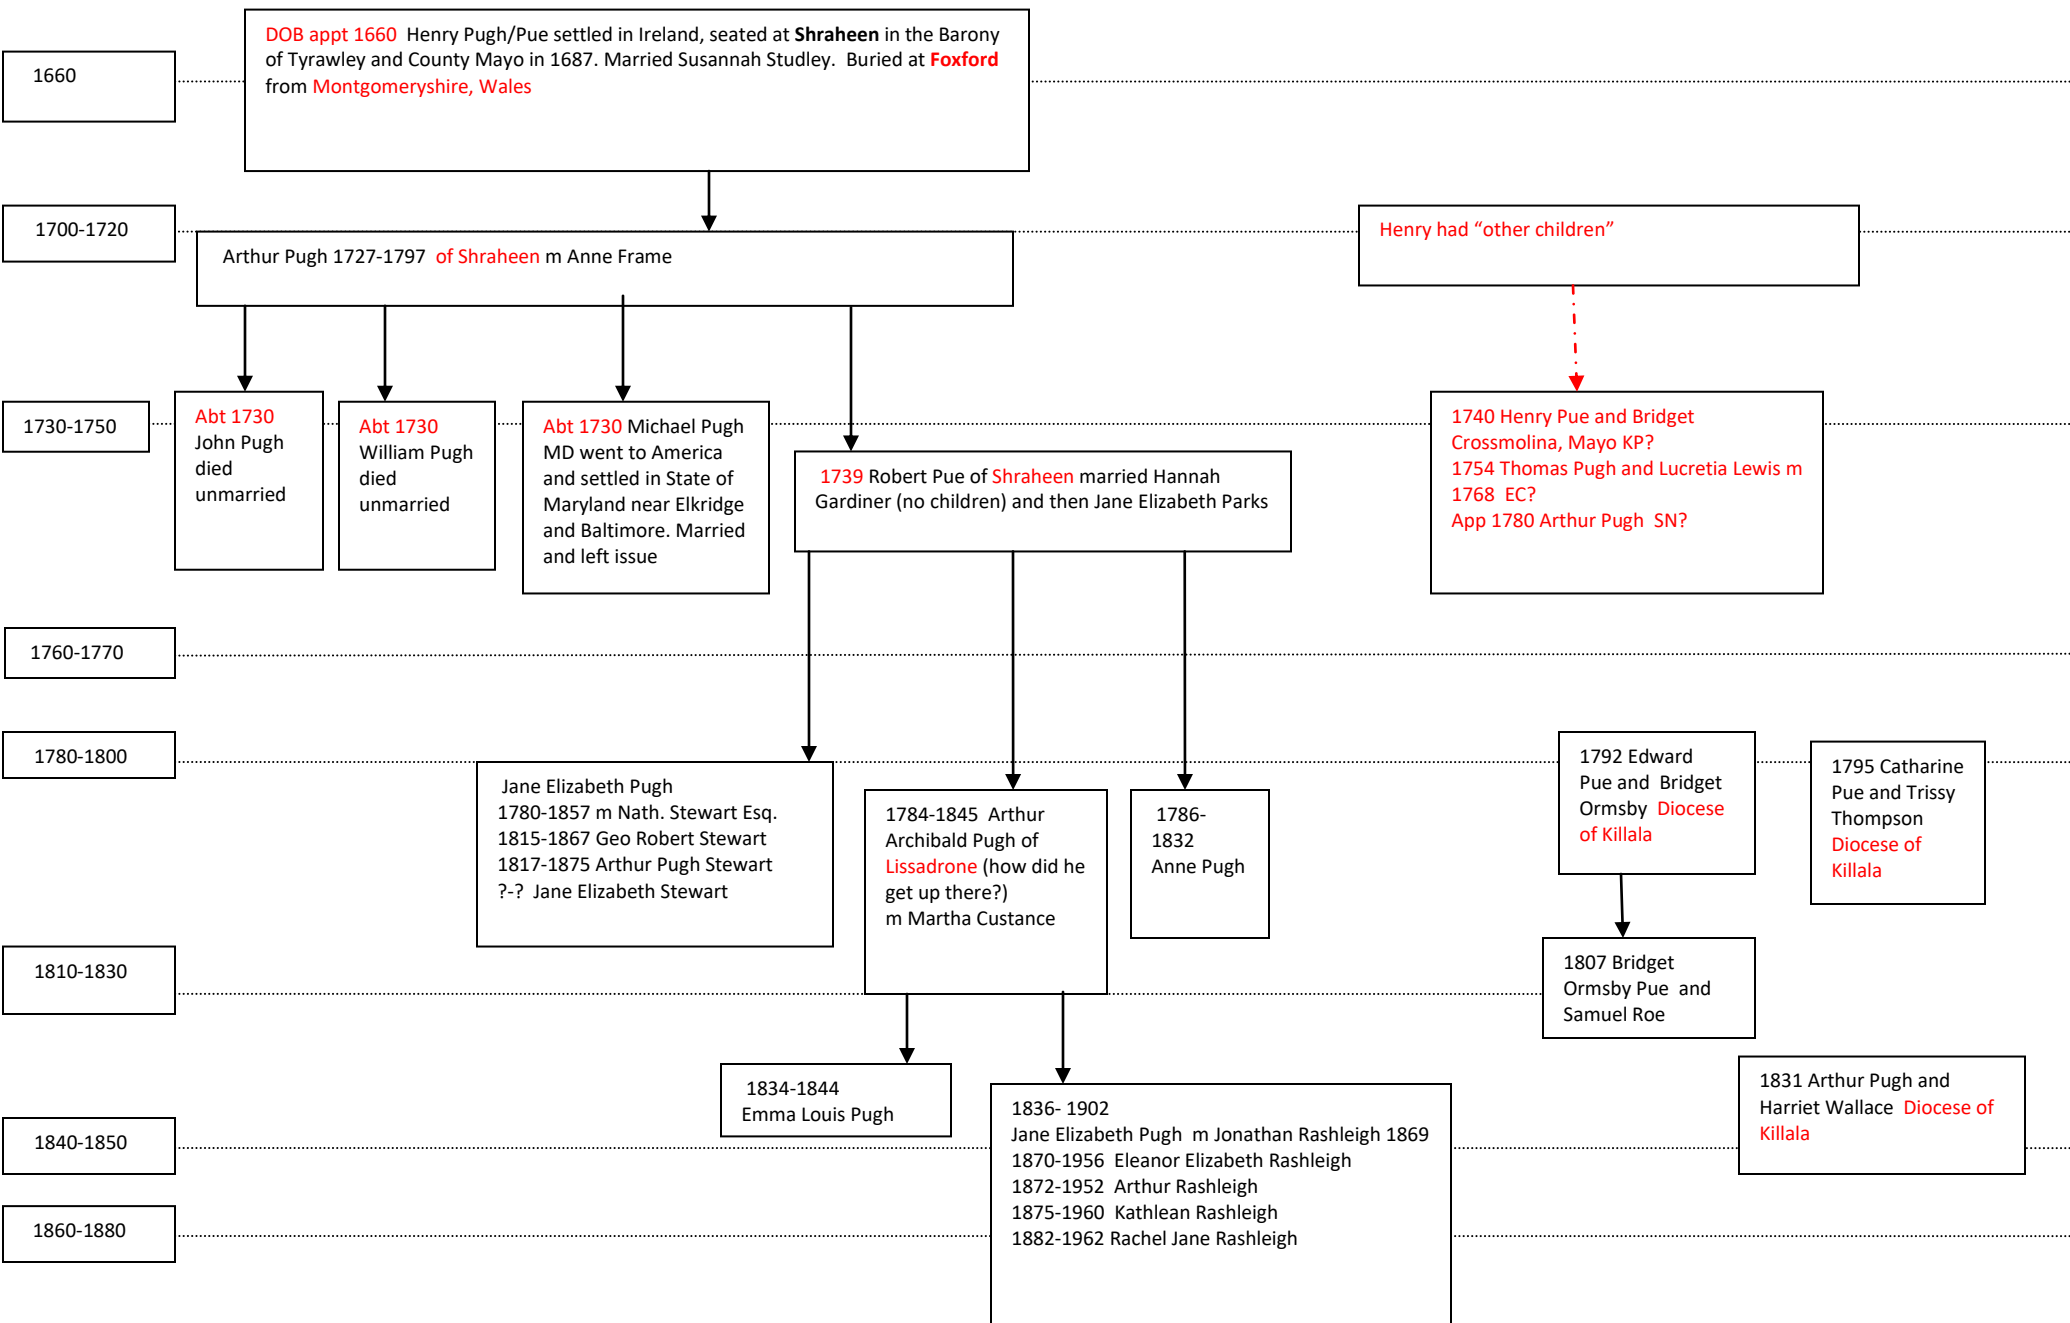 1660
DOB appt 1660 Henry Pugh/Pue settled in Ireland, seated at Shraheen in the Barony
of Tyrawley and County Mayo in 1687. Married Susannah Studley. Buried at Foxford
from Montgomeryshire, Wales
1700-1720
Arthur Pugh 1727-1797 of Shraheen m Anne Frame
Henry had “other children”
1730-1750
Abt 1730
John Pugh
died
unmarried
Abt 1730
William Pugh
died
unmarried
Abt 1730 Michael Pugh
MD went to America
and settled in State of
Maryland near Elkridge
and Baltimore. Married
and left issue
1739 Robert Pue of Shraheen married Hannah
Gardiner (no children) and then Jane Elizabeth Parks
1740 Henry Pue and Bridget
Crossmolina, Mayo KP?
1754 Thomas Pugh and Lucretia Lewis m
1768 EC?
App 1780 Arthur Pugh SN?
1760-1770
1780-1800
Jane Elizabeth Pugh
1780-1857 m Nath. Stewart Esq.
1815-1867 Geo Robert Stewart
1817-1875 Arthur Pugh Stewart
?-? Jane Elizabeth Stewart
1784-1845 Arthur
Archibald Pugh of
Lissadrone (how did he
get up there?)
m Martha Custance
1786-
1832
Anne Pugh
1792 Edward
Pue and Bridget
Ormsby Diocese
of Killala
1795 Catharine
Pue and Trissy
Thompson
Diocese of
Killala
1810-1830
1807 Bridget
Ormsby Pue and
Samuel Roe
1834-1844
Emma Louis Pugh
1836- 1902
Jane Elizabeth Pugh m Jonathan Rashleigh 1869
1870-1956 Eleanor Elizabeth Rashleigh
1872-1952 Arthur Rashleigh
1875-1960 Kathlean Rashleigh
1882-1962 Rachel Jane Rashleigh
1831 Arthur Pugh and
Harriet Wallace Diocese of
Killala
1840-1850
1860-1880